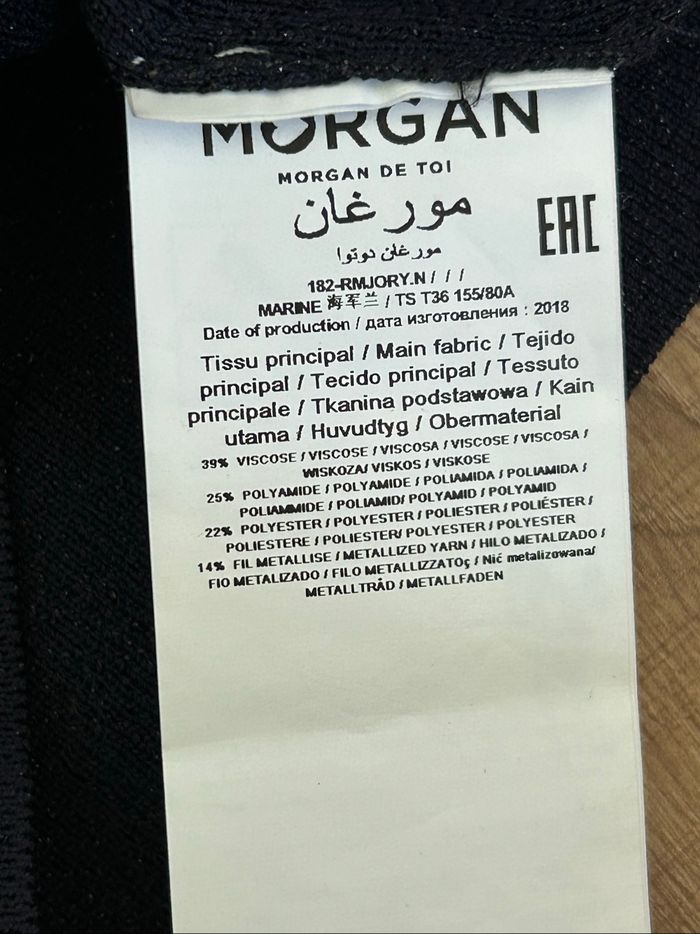 MORGAN
MORGAN DE TOI
مورغان
مورغان دوتوا
EAC
182-RMJORY.N / / /
MARINE 海军兰 / TS T36 155/80A
Date of production / дата изготовления : 2018
Tissu principal / Main fabric / Tejido
principal / Tecido principal / Tessuto
principale / Tkanina podstawowa / Kain
utama / Huvudtyg / Obermaterial
39% VISCOSE / VISCOSE / VISCOSA / VISCOSE / VISCOSA /
WISKOZA/ VISKOS / VISKOSE
25% POLYAMIDE / POLYAMIDE / POLIAMIDA / POLIAMIDA /
POLIAMMIDE / POLIAMID/ POLYAMID / POLYAMID
22% POLYESTER / POLYESTER / POLIESTER / POLIÉSTER /
POLIESTERE / POLIESTER/ POLYESTER / POLYESTER
14% FIL METALLISE / METALLIZED YARN / HILO METALIZADO /
FIO METALIZADO / FILO METALLIZZATOç / Nić metalizowana/
METALLTRÅD / METALLFADEN